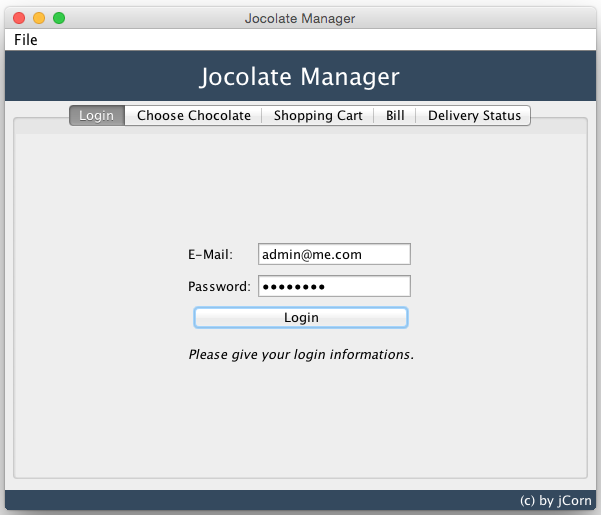 Jocolate Manager
File
Jocolate Manager
Login Choose Chocolate Shopping Cart Bill Delivery Status
E-Mail: admin@me.com
Password: ••••••••
Login
Please give your login informations.
(c) by jCorn